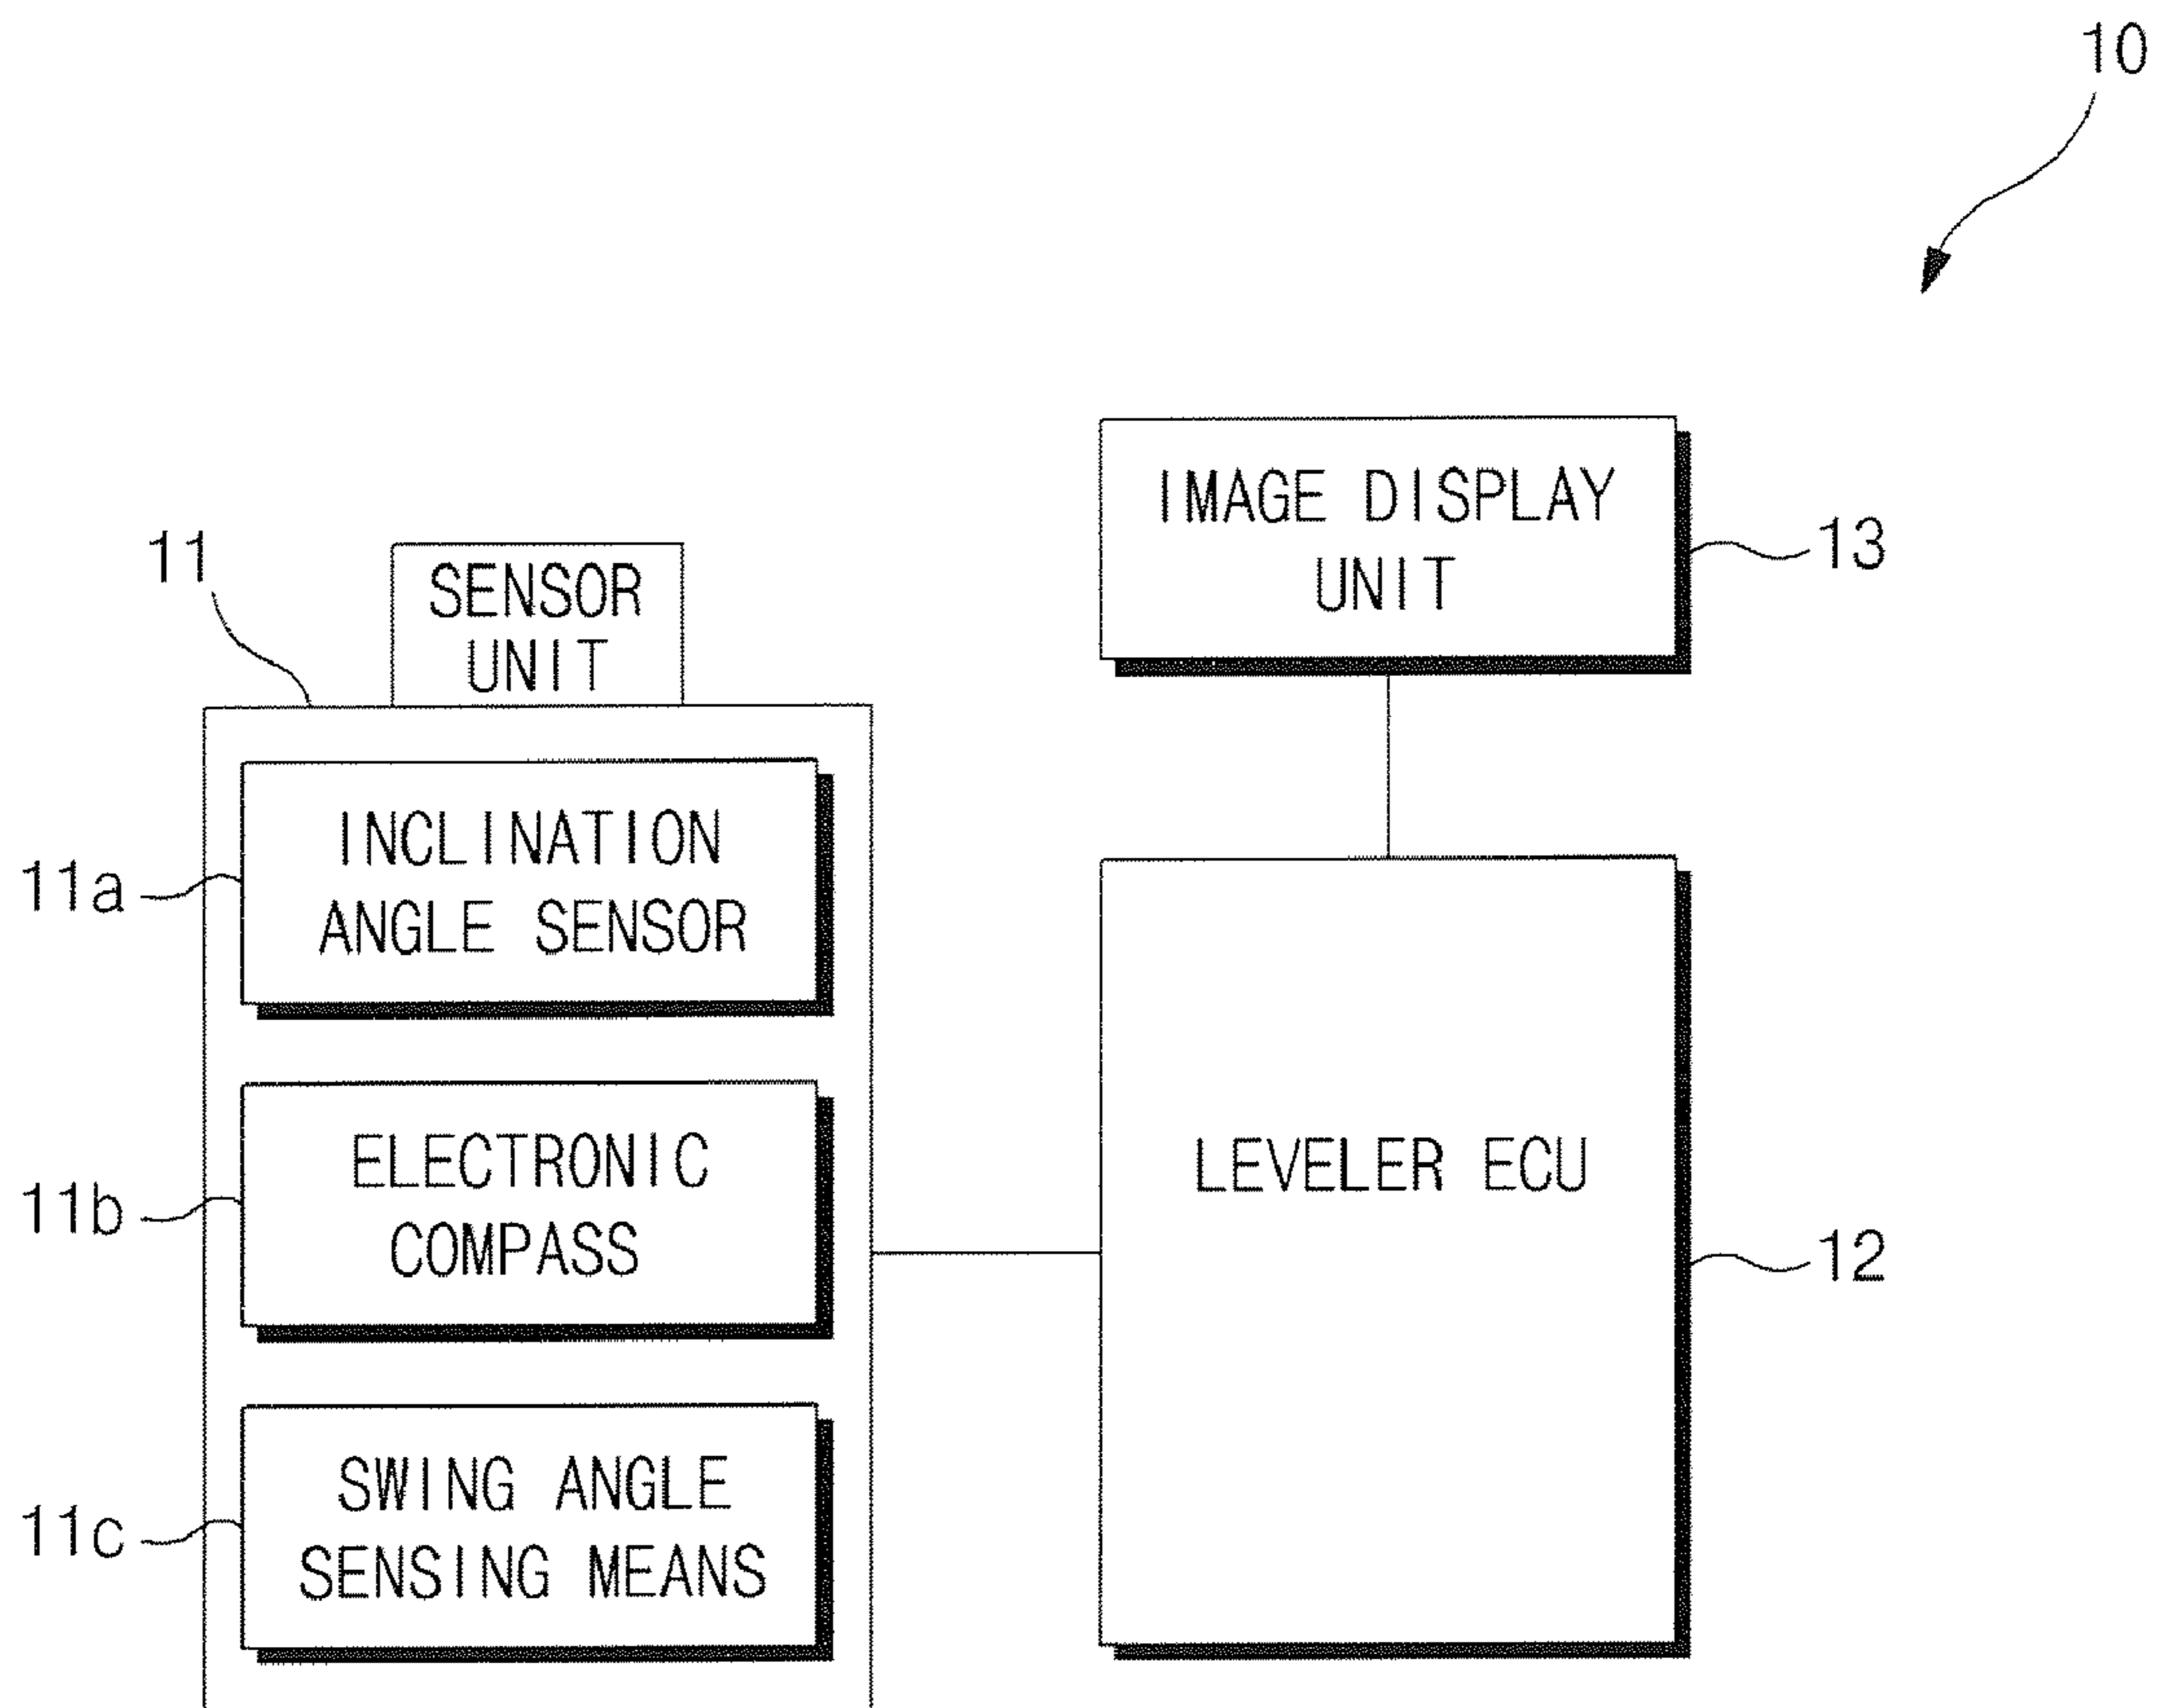 10
IMAGE DISPLAY
UNIT
13
11
SENSOR
UNIT
11a
INCLINATION
ANGLE SENSOR
11b
ELECTRONIC
COMPASS
11c
SWING ANGLE
SENSING MEANS
LEVELER ECU
12